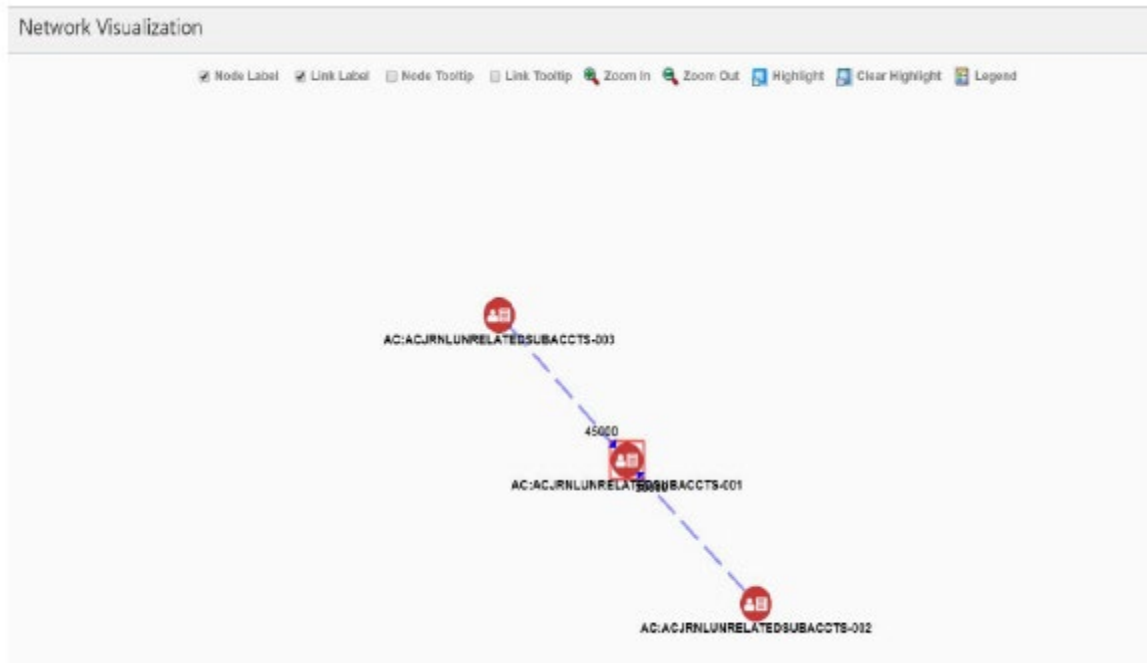 Network Visualization
Node Label Link Label Node Tooltip Link Tooltip Zoom In Zoom Out Highlight Clear Highlight Legend
AC:ACJRNLUNRELATEDSUBACCTS-003
45000
AC:ACJRNLUNRELATEDSUBACCTS-001
AC:ACJRNLUNRELATEDSUBACCTS-002